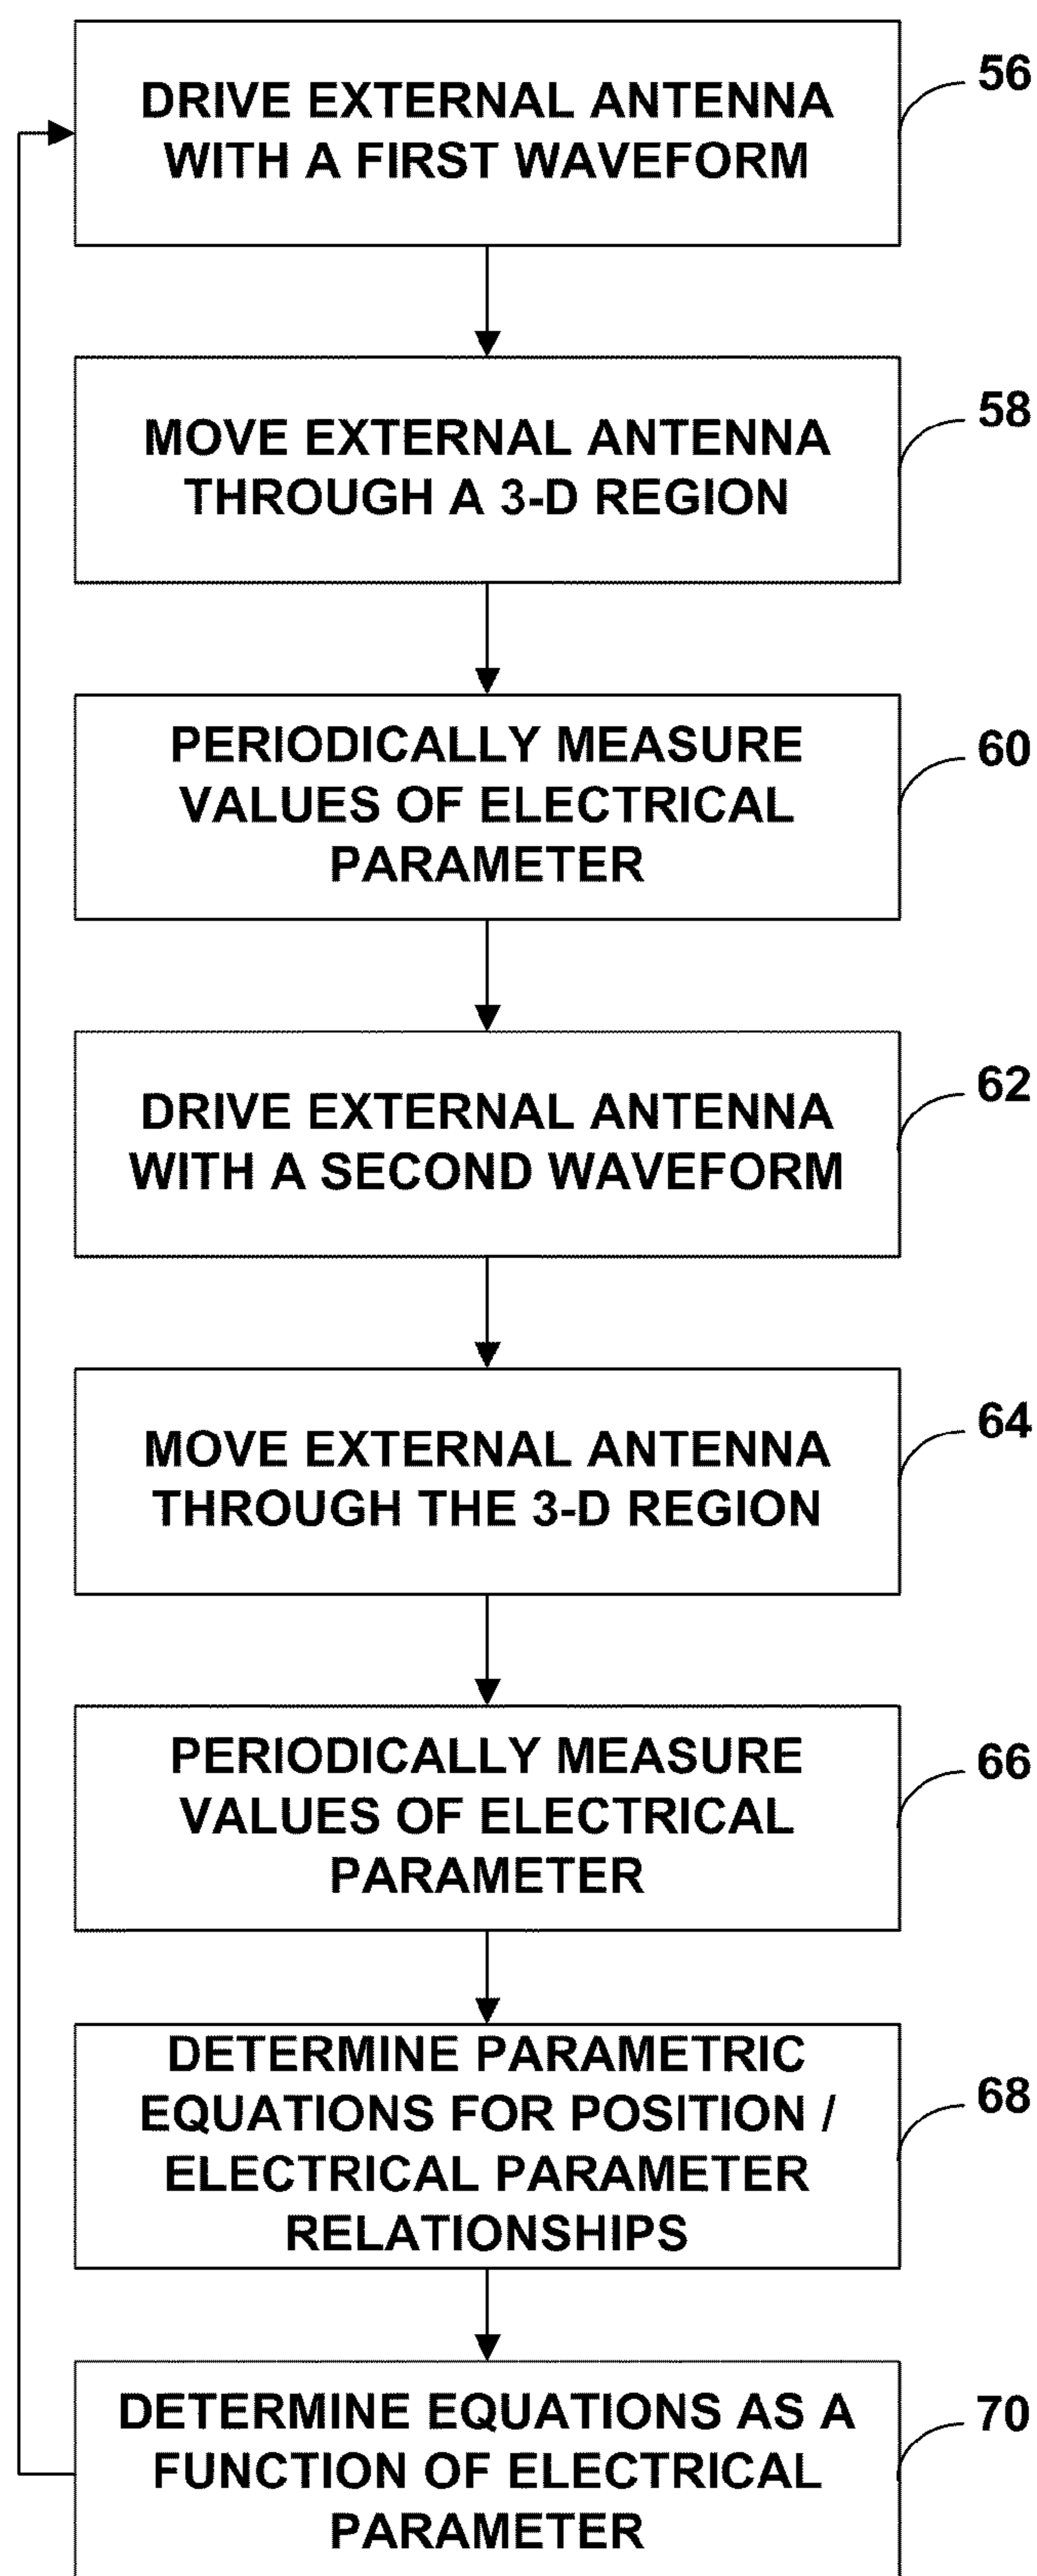 DRIVE EXTERNAL ANTENNA
WITH A FIRST WAVEFORM
56
MOVE EXTERNAL ANTENNA
THROUGH A 3-D REGION
58
PERIODICALLY MEASURE
VALUES OF ELECTRICAL
PARAMETER
60
DRIVE EXTERNAL ANTENNA
WITH A SECOND WAVEFORM
62
MOVE EXTERNAL ANTENNA
THROUGH THE 3-D REGION
64
PERIODICALLY MEASURE
VALUES OF ELECTRICAL
PARAMETER
66
DETERMINE PARAMETRIC
EQUATIONS FOR POSITION /
ELECTRICAL PARAMETER
RELATIONSHIPS
68
DETERMINE EQUATIONS AS A
FUNCTION OF ELECTRICAL
PARAMETER
70